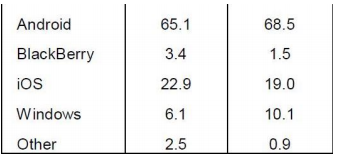 Android 65.1 68.5
BlackBerry 3.4 1.5
iOS 22.9 19.0
Windows 6.1 10.1
Other 2.5 0.9